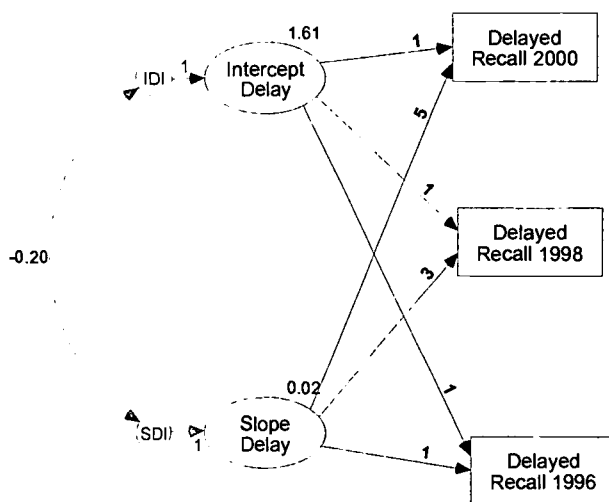 1.61
1
Delayed
Recall 2000
IDI
1
Intercept
Delay
5
1
Delayed
Recall 1998
-0.20
3
0.02
1
SDI
1
Slope
Delay
1
Delayed
Recall 1996